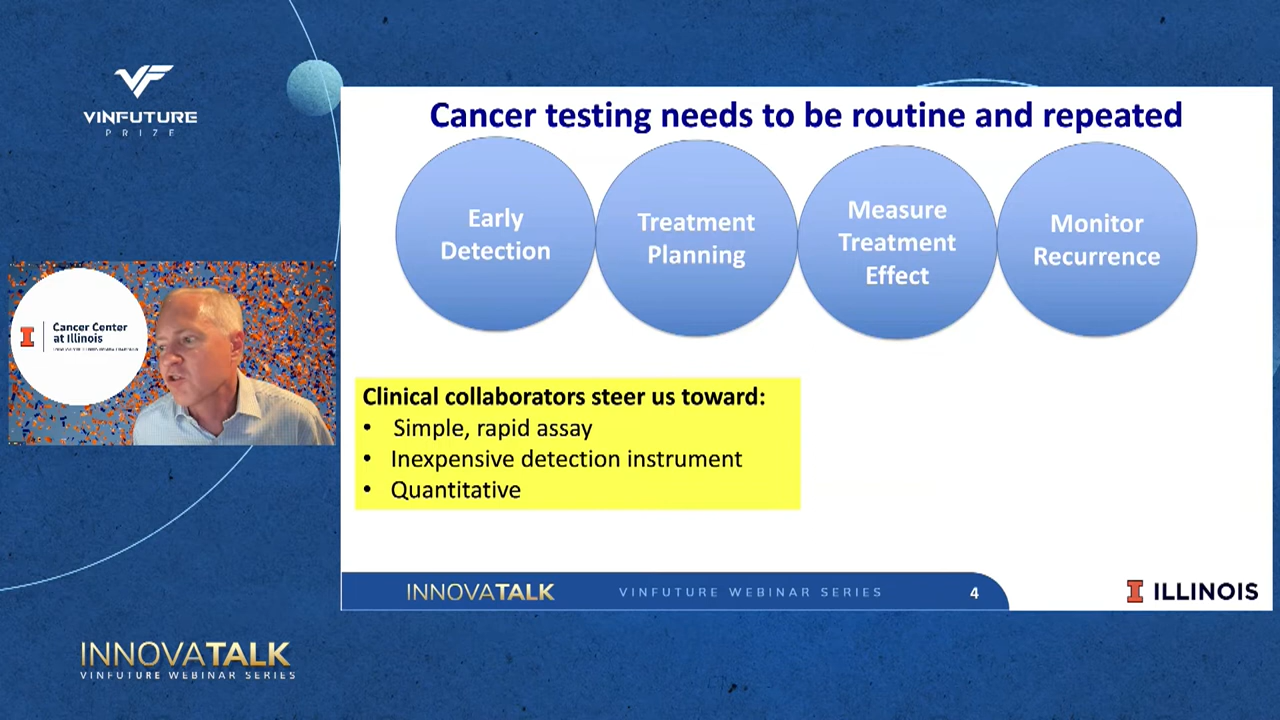 VINFUTURE
PRIZE
Cancer testing needs to be routine and repeated
Early
Detection
Treatment
Planning
Measure
Treatment
Effect
Monitor
Recurrence
Cancer Center
at Illinois
Clinical collaborators steer us toward:
• Simple, rapid assay
• Inexpensive detection instrument
• Quantitative
INNOVATALK
VINFUTURE WEBINAR SERIES
4
ILLINOIS
INNOVATALK
VINFUTURE WEBINAR SERIES